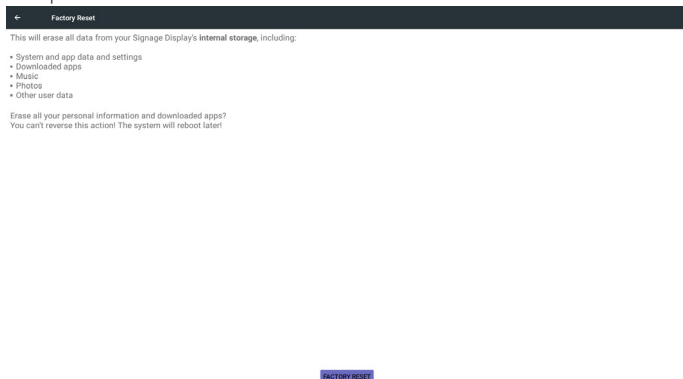 Factory Reset
This will erase all data from your Signage Display's internal storage, including:
▪ System and app data and settings
▪ Downloaded apps
▪ Music
▪ Photos
▪ Other user data
Erase all your personal information and downloaded apps?
You can't reverse this action! The system will reboot later!
FACTORY RESET